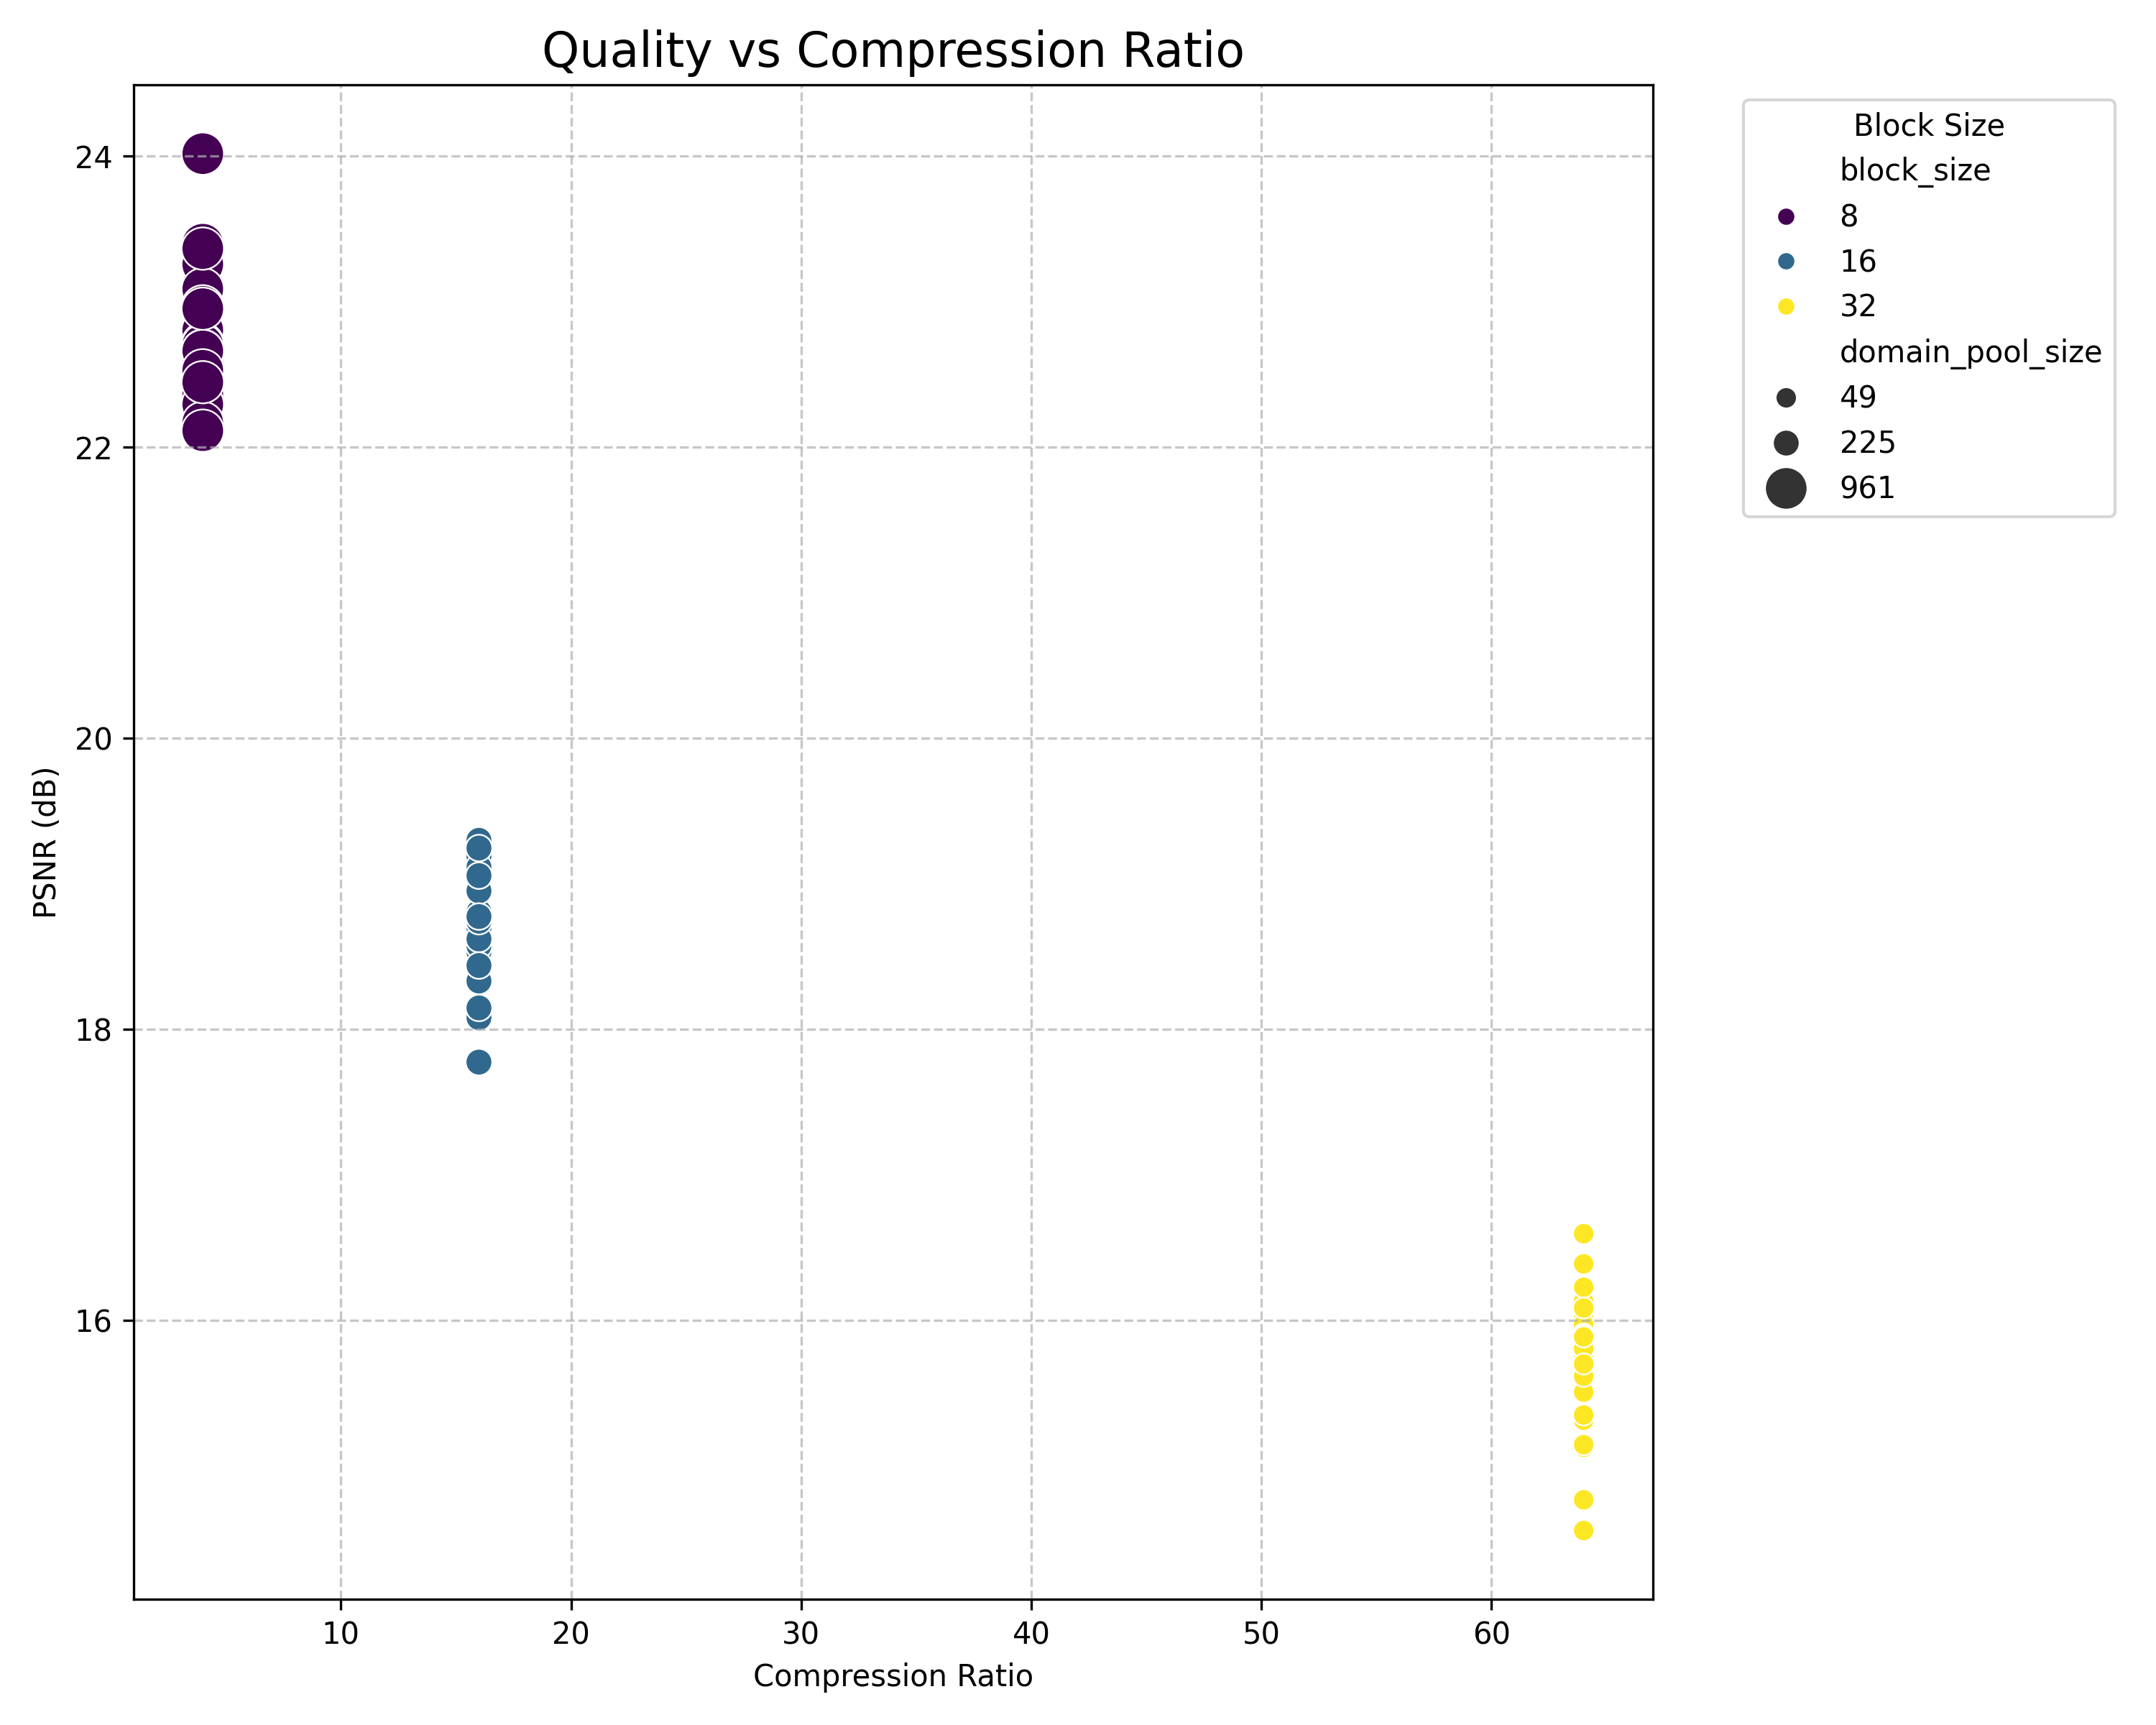 Quality vs Compression Ratio
24
22
20
18
16
PSNR (dB)
10 20 30 40 50 60
Compression Ratio
Block Size
block_size
8
16
32
domain_pool_size
49
225
961